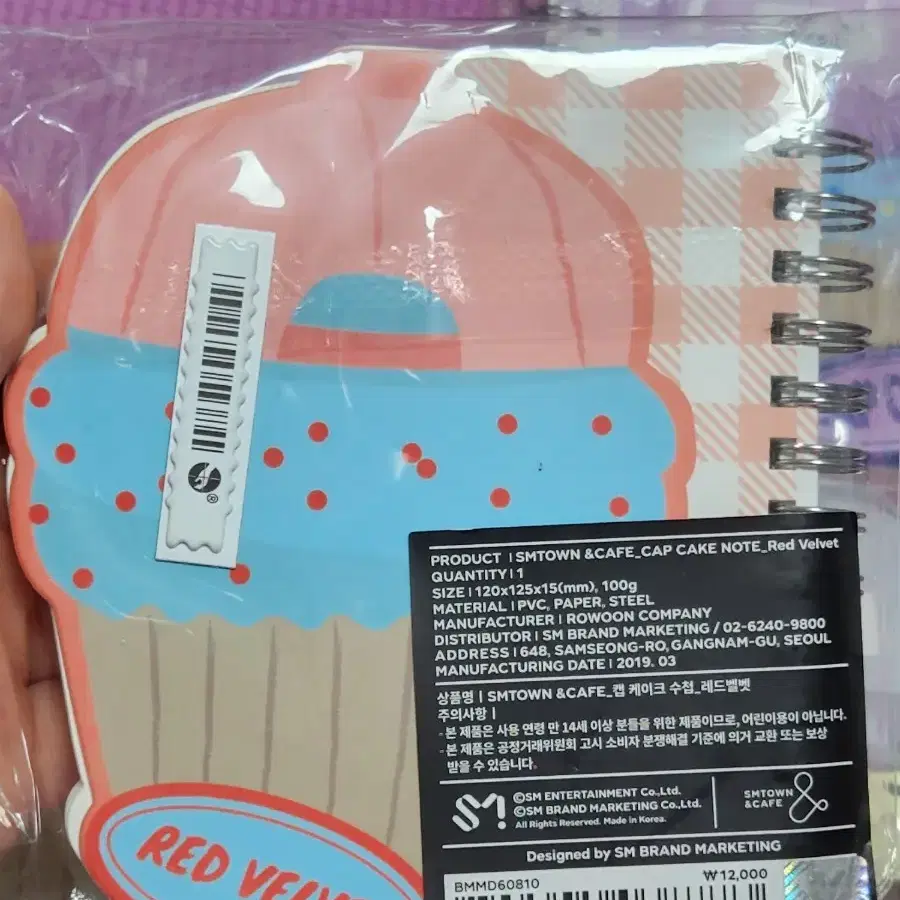 PRODUCT | SMTOWN &CAFE_CAP CAKE NOTE_Red Velvet
QUANTITY | 1
SIZE | 120x125x15(mm), 100g
MATERIAL | PVC, PAPER, STEEL
MANUFACTURER | ROWOON COMPANY
DISTRIBUTOR | SM BRAND MARKETING / 02-6240-9800
ADDRESS | 648, SAMSEONG-RO, GANGNAM-GU, SEOUL
MANUFACTURING DATE | 2019. 03
상품명 | SMTOWN &CAFE_캡 케이크 수첩_레드벨벳
주의사항 |
- 본 제품은 사용 연령 만 14세 이상 분들을 위한 제품이므로, 어린이용이 아닙니다.
- 본 제품은 공정거래위원회 고시 소비자 분쟁해결 기준에 의거 교환 또는 보상
받을 수 있습니다.
SM!
©SM ENTERTAINMENT Co.,Ltd.
©SM BRAND MARKETING Co.,Ltd.
All Rights Reserved. Made in Korea.
SMTOWN
&CAFE
Designed by SM BRAND MARKETING
BMMD60810
₩12,000
RED VELV